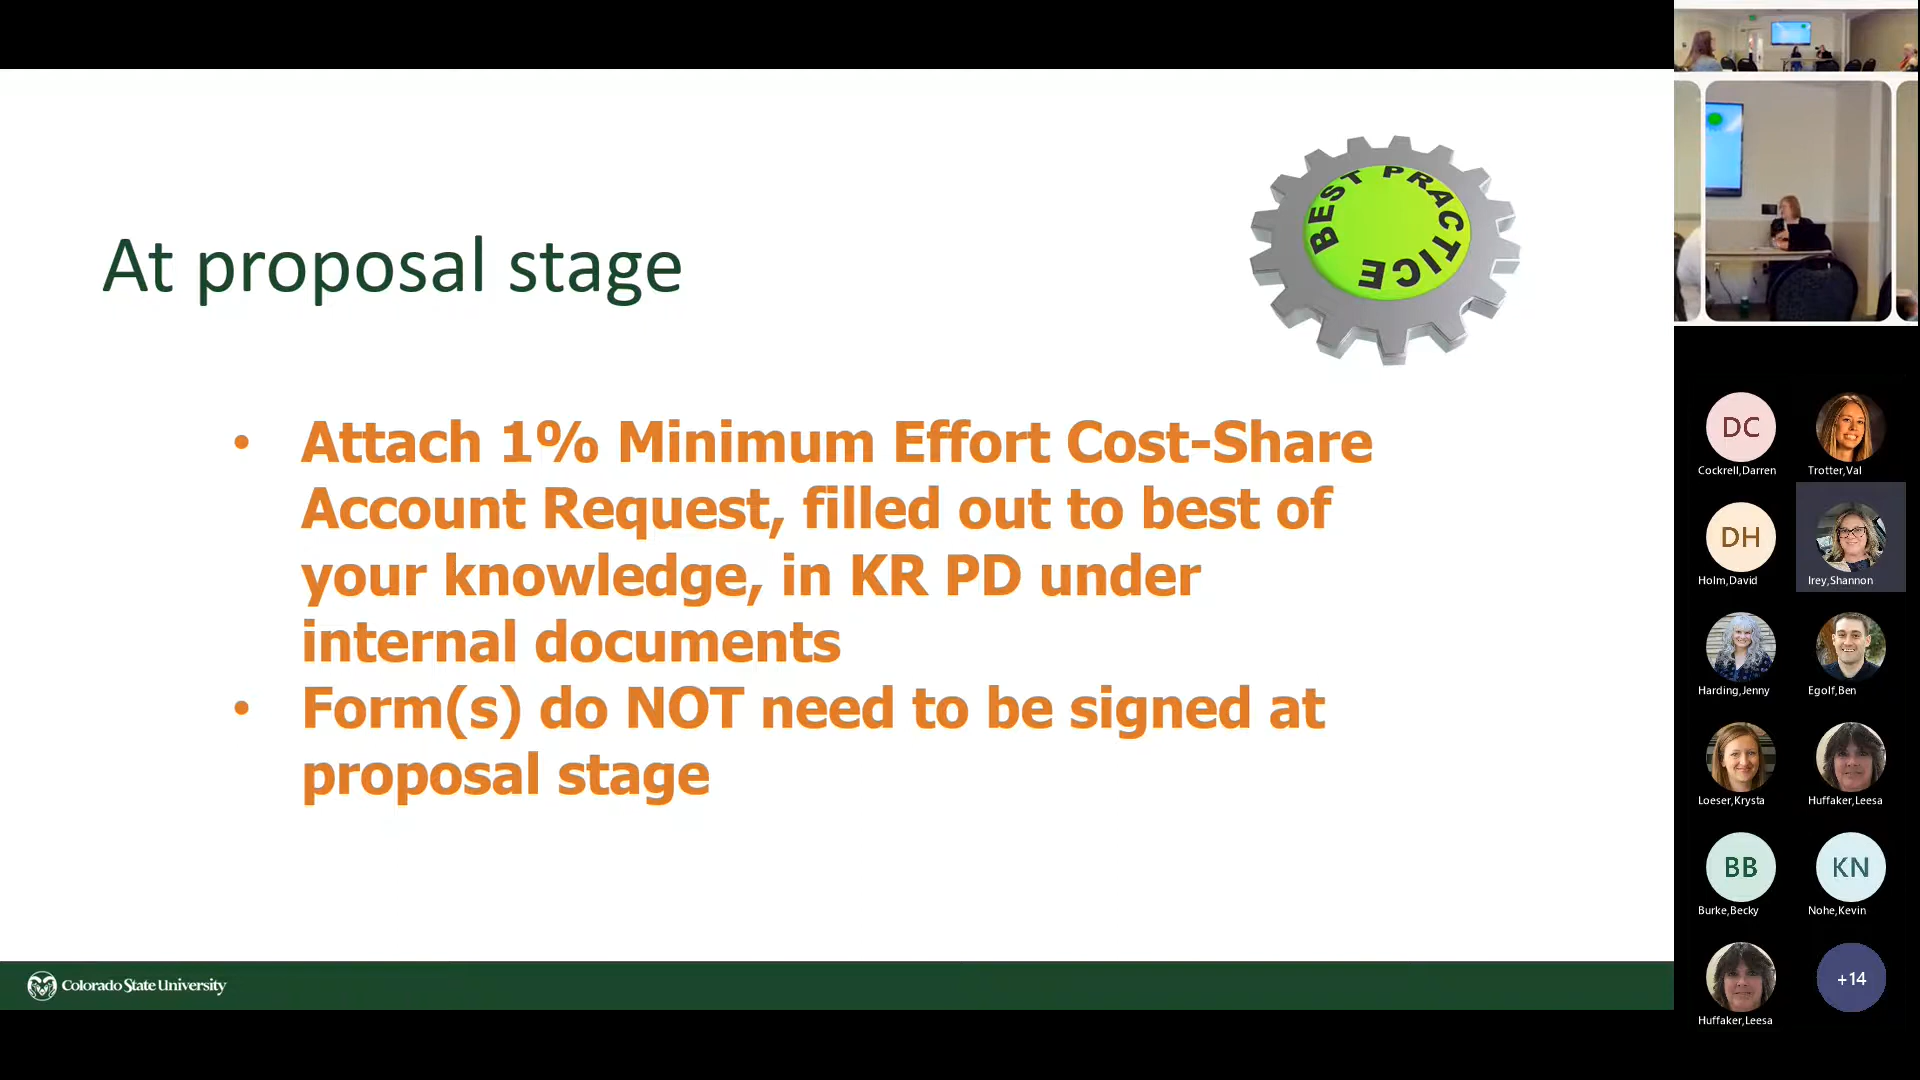 At proposal stage
BEST PRACTICE
• Attach 1% Minimum Effort Cost-Share
Account Request, filled out to best of
your knowledge, in KR PD under
internal documents
• Form(s) do NOT need to be signed at
proposal stage
Colorado State University
DC
Cockrell,Darren
Trotter,Val
DH
Holm,David
Irey,Shannon
Harding,Jenny
Egolf,Ben
Loeser,Krysta
Huffaker,Leesa
BB
Burke,Becky
KN
Nohe,Kevin
Huffaker,Leesa
+14